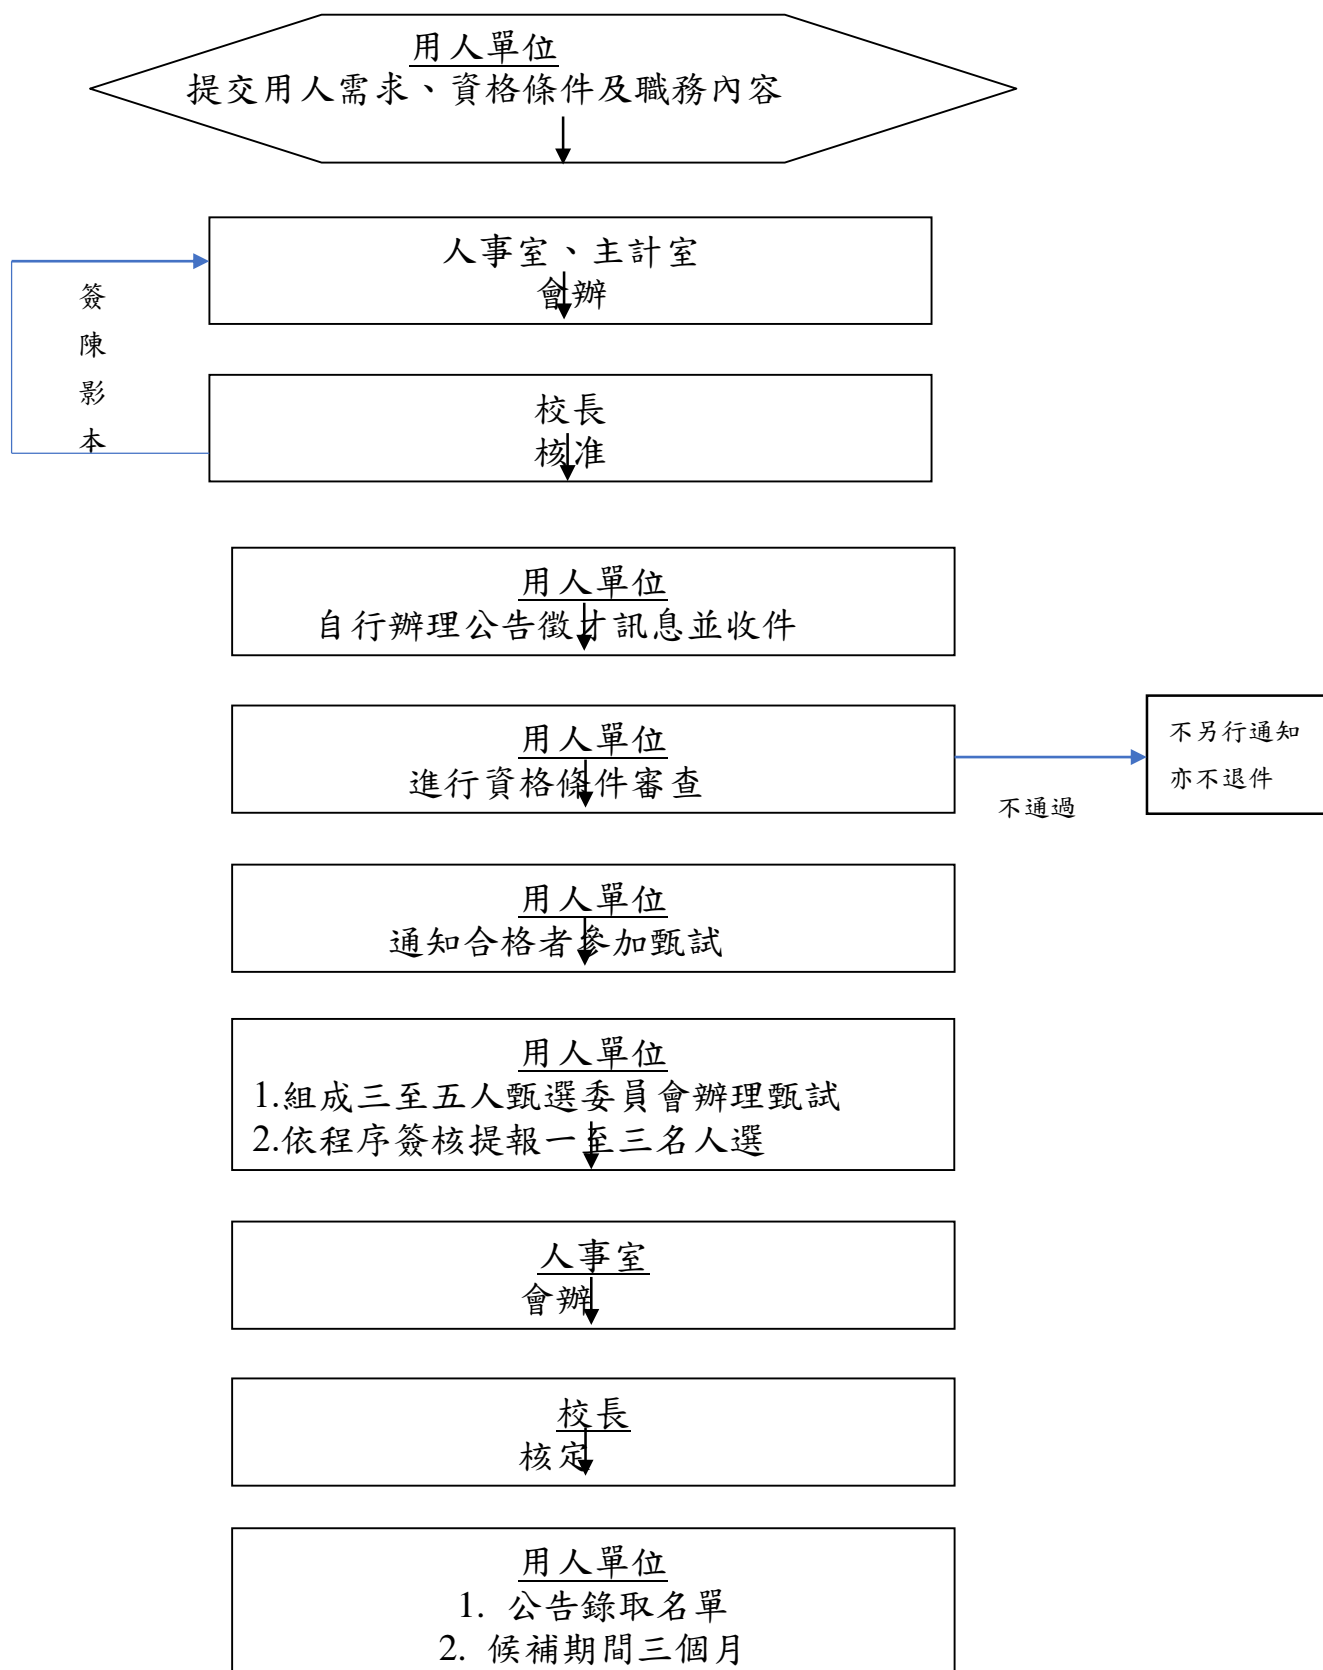 用人單位
提交用人需求、資格條件及職務內容
人事室、主計室
會辦
簽
陳
影
本
校長
核准
用人單位
自行辦理公告徵才訊息並收件
用人單位
進行資格條件審查
不通過
不另行通知
亦不退件
用人單位
通知合格者參加甄試
用人單位
1.組成三至五人甄選委員會辦理甄試
2.依程序簽核提報一至三名人選
人事室
會辦
校長
核定
用人單位
1. 公告錄取名單
2. 候補期間三個月